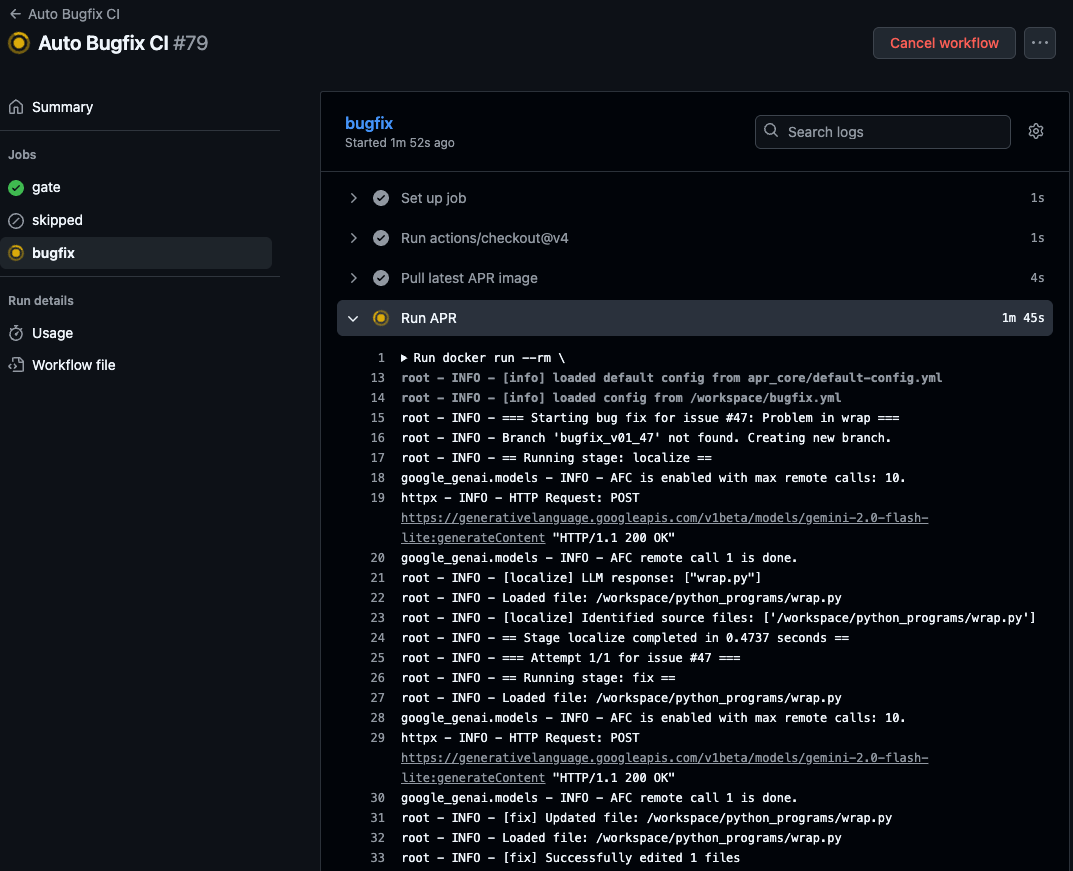 ← Auto Bugfix CI
Auto Bugfix CI #79
Cancel workflow
...
Summary
Jobs
gate
skipped
bugfix
Run details
Usage
Workflow file
bugfix
Started 1m 52s ago
Search logs
Set up job 1s
Run actions/checkout@v4 1s
Pull latest APR image 4s
Run APR 1m 45s
1 ▶ Run docker run --rm \
13 root - INFO - [info] loaded default config from apr_core/default-config.yml
14 root - INFO - [info] loaded config from /workspace/bugfix.yml
15 root - INFO - === Starting bug fix for issue #47: Problem in wrap ===
16 root - INFO - Branch 'bugfix_v01_47' not found. Creating new branch.
17 root - INFO - == Running stage: localize ==
18 google_genai.models - INFO - AFC is enabled with max remote calls: 10.
19 httpx - INFO - HTTP Request: POST
https://generativelanguage.googleapis.com/v1beta/models/gemini-2.0-flash-
lite:generateContent "HTTP/1.1 200 OK"
20 google_genai.models - INFO - AFC remote call 1 is done.
21 root - INFO - [localize] LLM response: ["wrap.py"]
22 root - INFO - Loaded file: /workspace/python_programs/wrap.py
23 root - INFO - [localize] Identified source files: ['/workspace/python_programs/wrap.py']
24 root - INFO - == Stage localize completed in 0.4737 seconds ==
25 root - INFO - === Attempt 1/1 for issue #47 ===
26 root - INFO - == Running stage: fix ==
27 root - INFO - Loaded file: /workspace/python_programs/wrap.py
28 google_genai.models - INFO - AFC is enabled with max remote calls: 10.
29 httpx - INFO - HTTP Request: POST
https://generativelanguage.googleapis.com/v1beta/models/gemini-2.0-flash-
lite:generateContent "HTTP/1.1 200 OK"
30 google_genai.models - INFO - AFC remote call 1 is done.
31 root - INFO - [fix] Updated file: /workspace/python_programs/wrap.py
32 root - INFO - Loaded file: /workspace/python_programs/wrap.py
33 root - INFO - [fix] Successfully edited 1 files